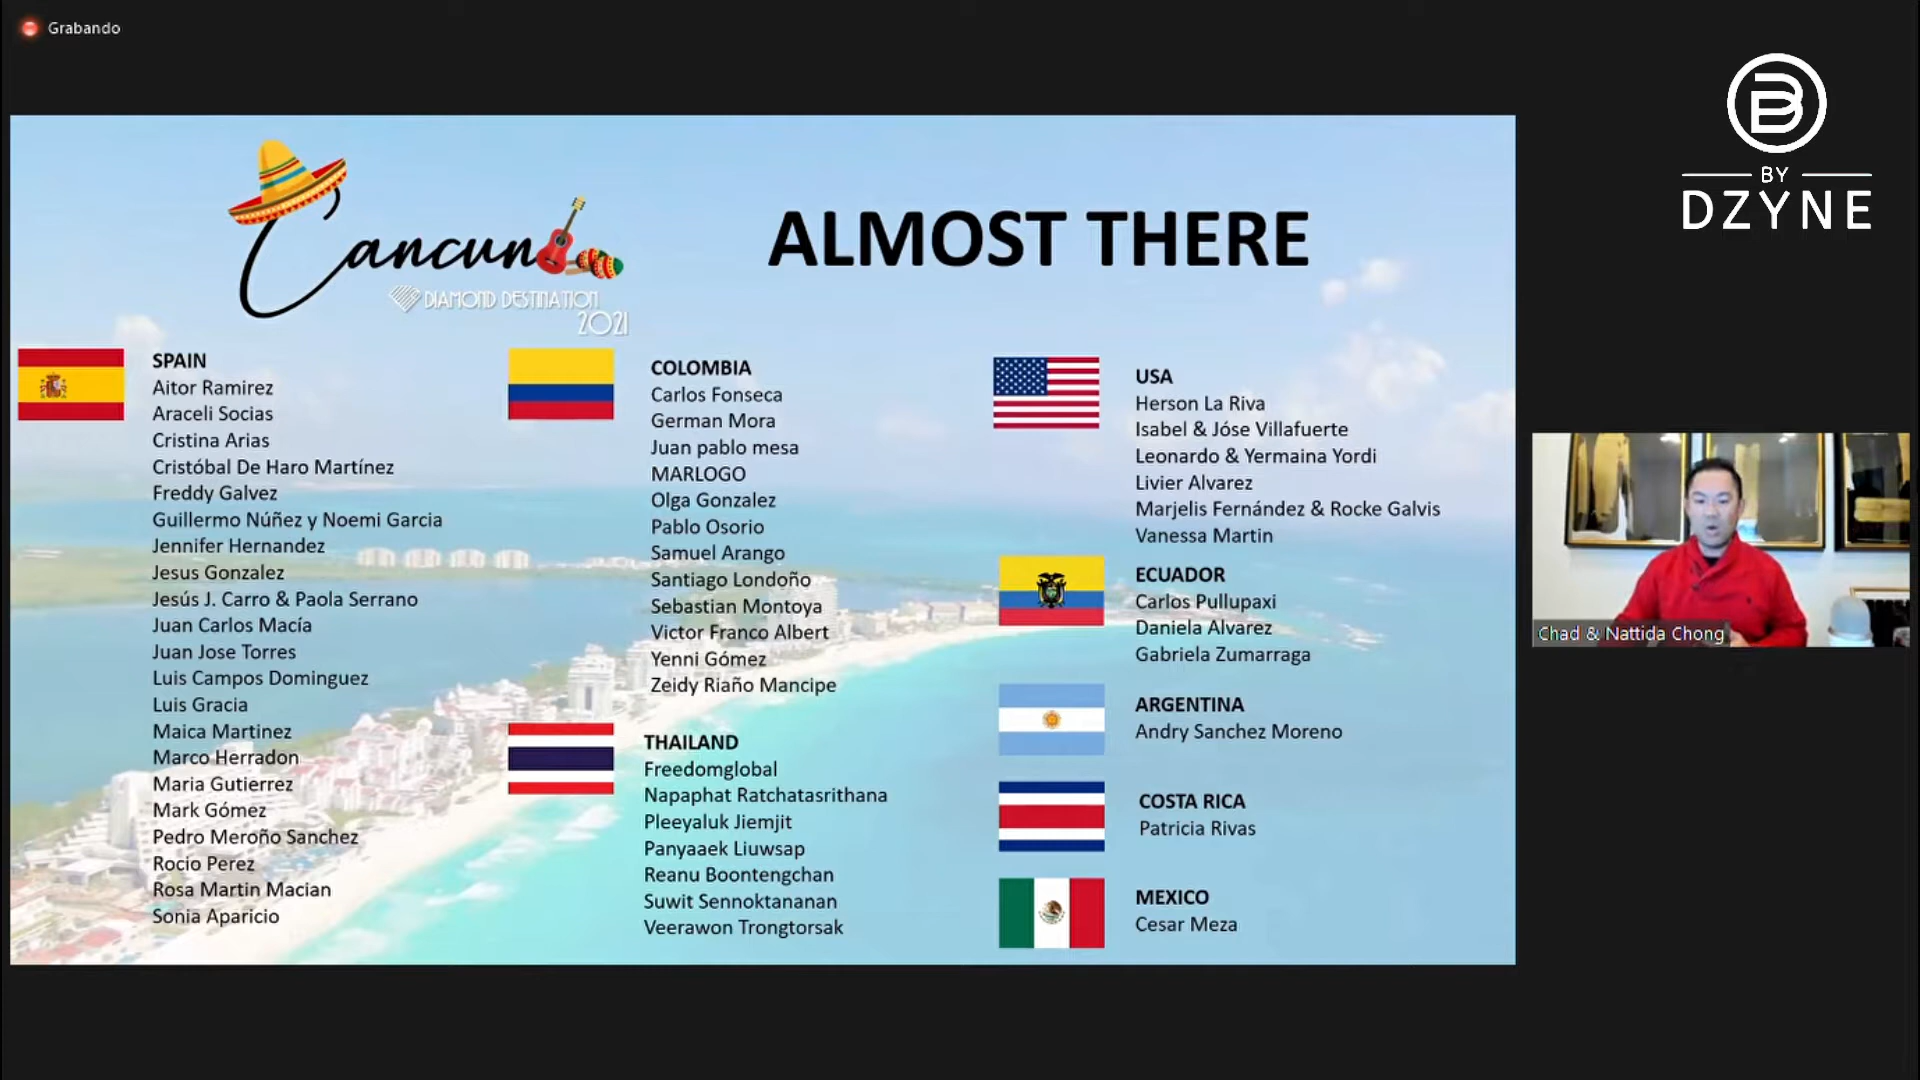 Grabando
BY
DZYNE
Cancun
DIAMOND DESTINATION
2021
ALMOST THERE
SPAIN
Aitor Ramirez
Araceli Socias
Cristina Arias
Cristóbal De Haro Martínez
Freddy Galvez
Guillermo Núñez y Noemi Garcia
Jennifer Hernandez
Jesus Gonzalez
Jesús J. Carro & Paola Serrano
Juan Carlos Macía
Juan Jose Torres
Luis Campos Dominguez
Luis Gracia
Maica Martinez
Marco Herradon
Maria Gutierrez
Mark Gómez
Pedro Meroño Sanchez
Rocio Perez
Rosa Martin Macian
Sonia Aparicio
COLOMBIA
Carlos Fonseca
German Mora
Juan pablo mesa
MARLOGO
Olga Gonzalez
Pablo Osorio
Samuel Arango
Santiago Londoño
Sebastian Montoya
Victor Franco Albert
Yenni Gómez
Zeidy Riaño Mancipe
THAILAND
Freedomglobal
Napaphat Ratchatasrithana
Pleeyaluk Jiemjit
Panyaaek Liuwsap
Reanu Boontengchan
Suwit Sennoktananan
Veerawon Trongtorsak
USA
Herson La Riva
Isabel & Jóse Villafuerte
Leonardo & Yermaina Yordi
Livier Alvarez
Marjelis Fernández & Rocke Galvis
Vanessa Martin
ECUADOR
Carlos Pullupaxi
Daniela Alvarez
Gabriela Zumarraga
ARGENTINA
Andry Sanchez Moreno
COSTA RICA
Patricia Rivas
MEXICO
Cesar Meza
Chad & Nattida Chong